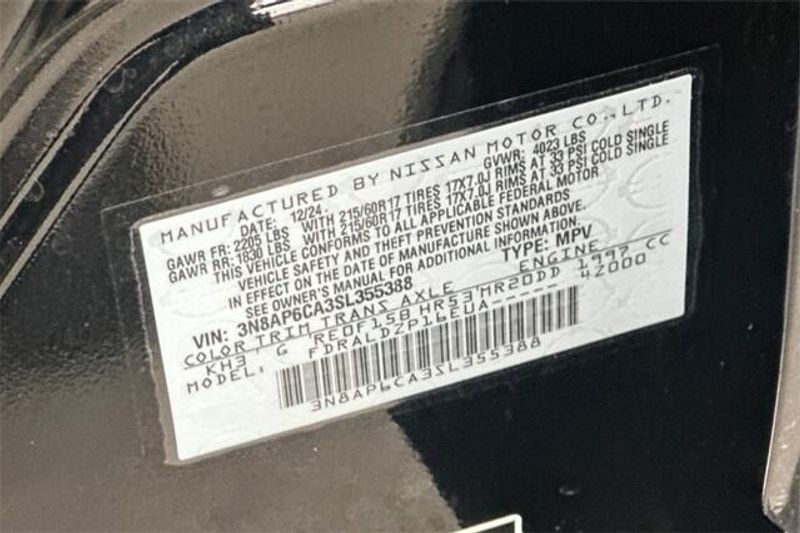 MANUFACTURED BY NISSAN MOTOR CO.,LTD.
DATE: 12/24 GVWR: 4023 LBS
GAWR FR: 2205 LBS WITH 215/60R17 TIRES 17X7.0J RIMS AT 33 PSI COLD SINGLE
GAWR RR: 1830 LBS WITH 215/60R17 TIRES 17X7.0J RIMS AT 33 PSI COLD SINGLE
THIS VEHICLE CONFORMS TO ALL APPLICABLE FEDERAL MOTOR
VEHICLE SAFETY AND THEFT PREVENTION STANDARDS
IN EFFECT ON THE DATE OF MANUFACTURE SHOWN ABOVE.
SEE OWNER'S MANUAL FOR ADDITIONAL INFORMATION.
VIN: 3N8AP6CA3SL355388 TYPE: MPV
COLOR TRIM TRANS AXLE ENGINE
KH3 G RE0F15B HR53 MR20DD 1997 CC
MODEL: FDRALDZP16EUA----- 4Z000
3N8AP6CA3SL355388